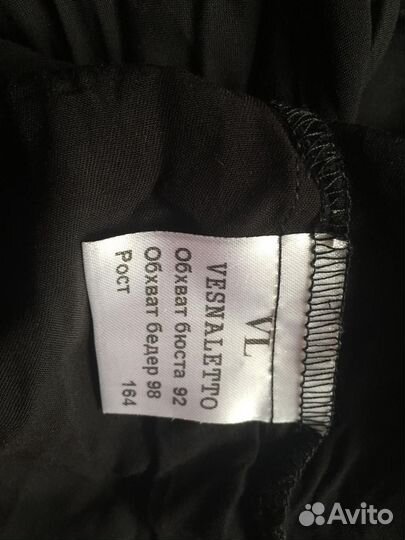 VL
VESNALETTO
Обхват бюста 92
Обхват бедер 98
Рост 164
Avito